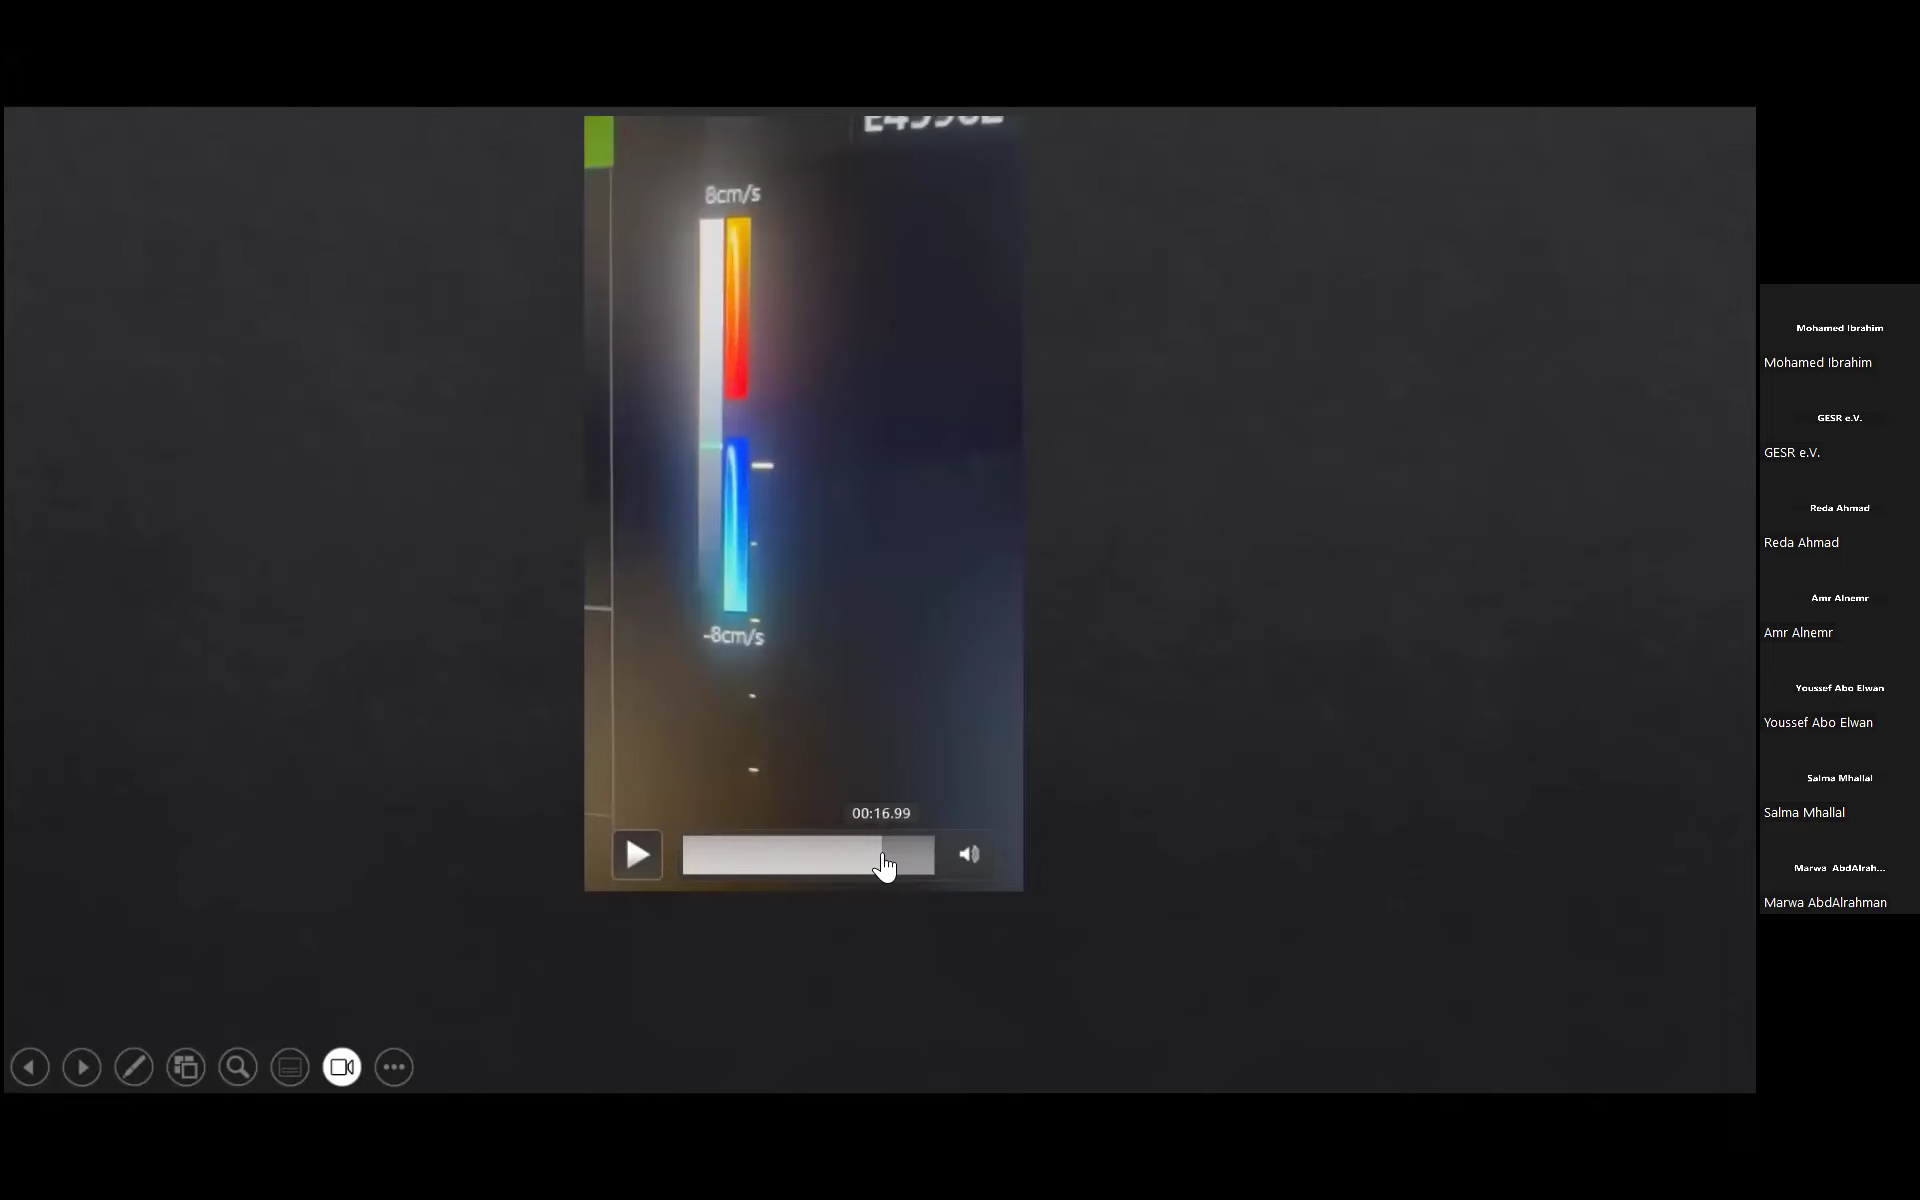 8cm/s
-8cm/s
00:16.99
Mohamed Ibrahim
Mohamed Ibrahim
GESR e.V.
GESR e.V.
Reda Ahmad
Reda Ahmad
Amr Alnemr
Amr Alnemr
Youssef Abo Elwan
Youssef Abo Elwan
Salma Mhallal
Salma Mhallal
Marwa AbdAlrah...
Marwa AbdAlrahman